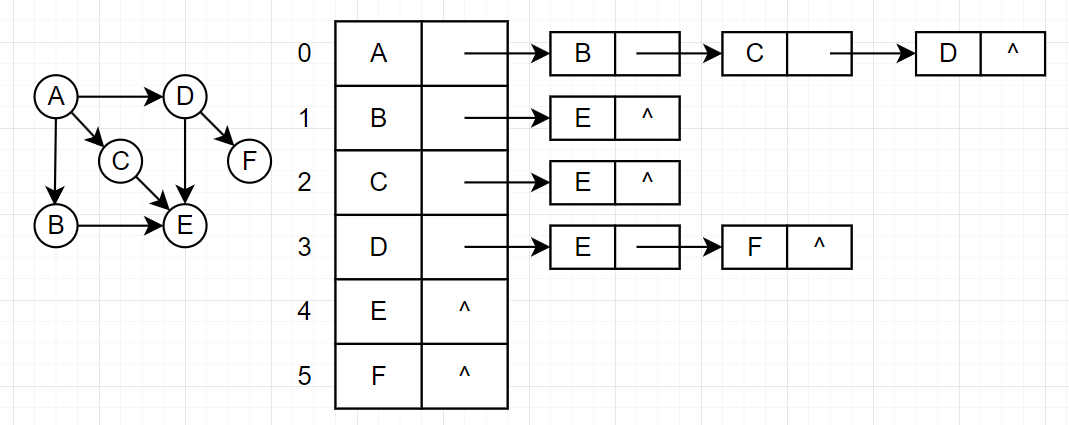 A D
C F
B E
0 A B C D ^
1 B E ^
2 C E ^
3 D E F ^
4 E ^
5 F ^